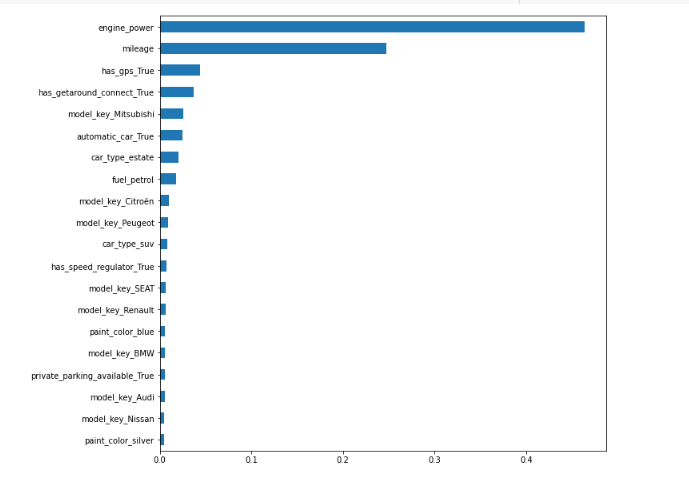 engine_power
mileage
has_gps_True
has_getaround_connect_True
model_key_Mitsubishi
automatic_car_True
car_type_estate
fuel_petrol
model_key_Citroën
model_key_Peugeot
car_type_suv
has_speed_regulator_True
model_key_SEAT
model_key_Renault
paint_color_blue
model_key_BMW
private_parking_available_True
model_key_Audi
model_key_Nissan
paint_color_silver
0.0 0.1 0.2 0.3 0.4